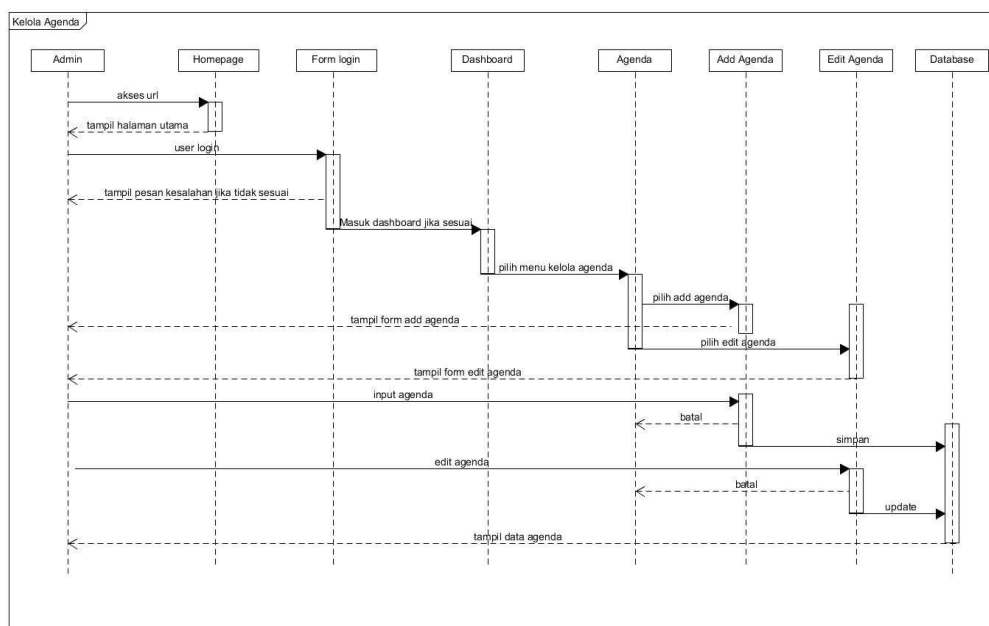 Kelola Agenda
Admin
Homepage
Form login
Dashboard
Agenda
Add Agenda
Edit Agenda
Database
akses url
tampil halaman utama
user login
tampil pesan kesalahan jika tidak sesuai
Masuk dashboard jika sesuai
pilih menu kelola agenda
pilih add agenda
tampil form add agenda
pilih edit agenda
tampil form edit agenda
input agenda
batal
simpan
edit agenda
batal
update
tampil data agenda